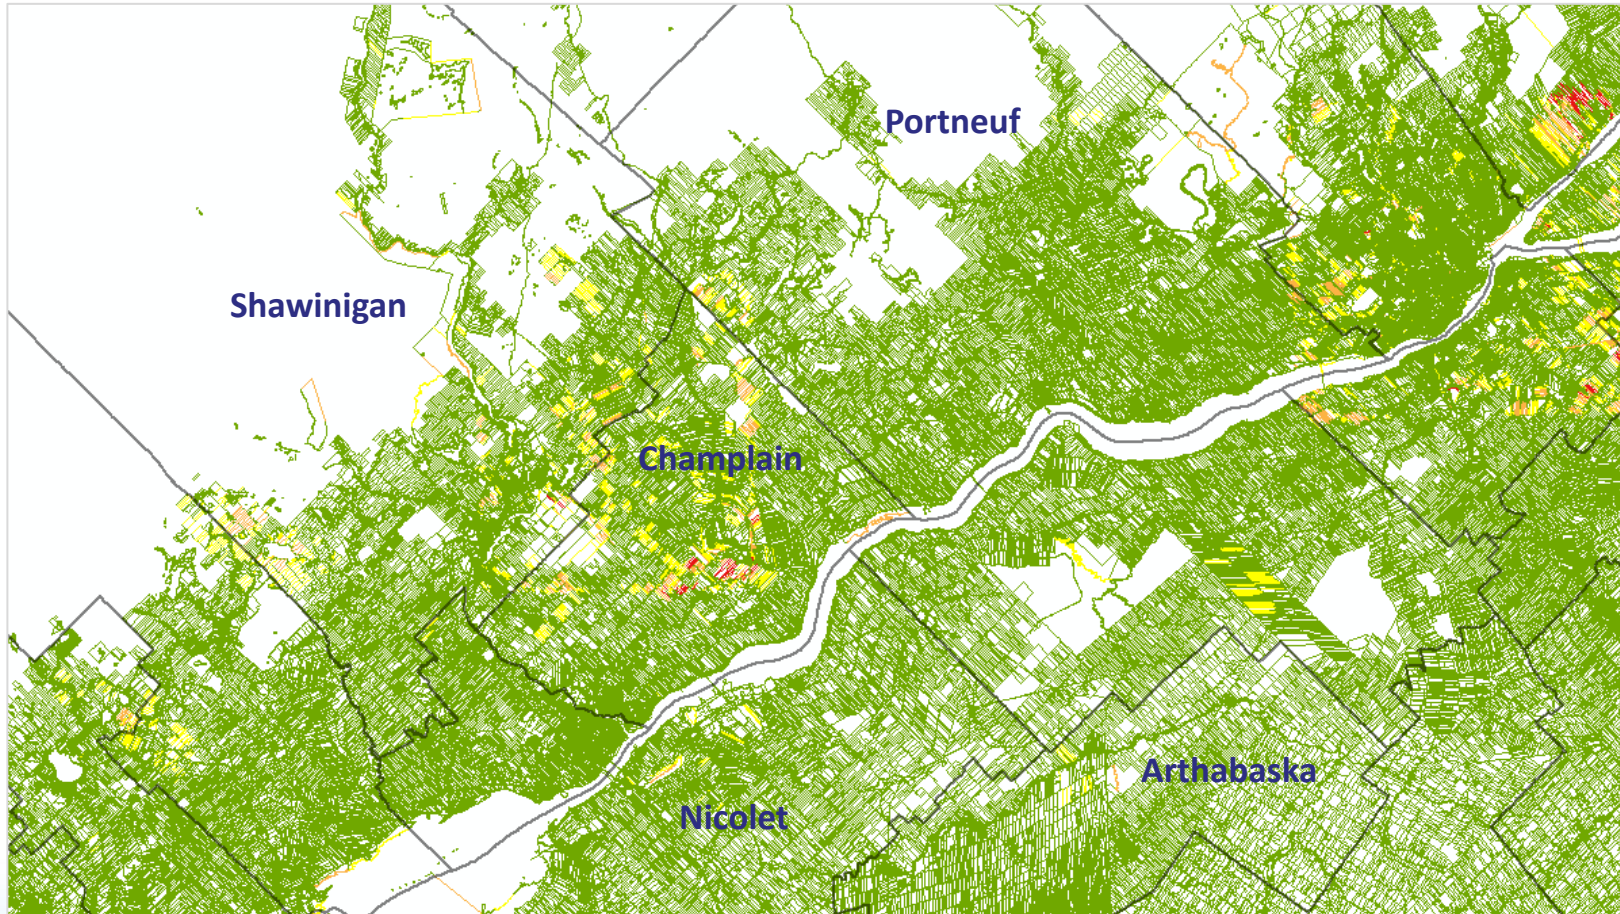 Portneuf
Shawinigan
Champlain
Arthabaska
Nicolet